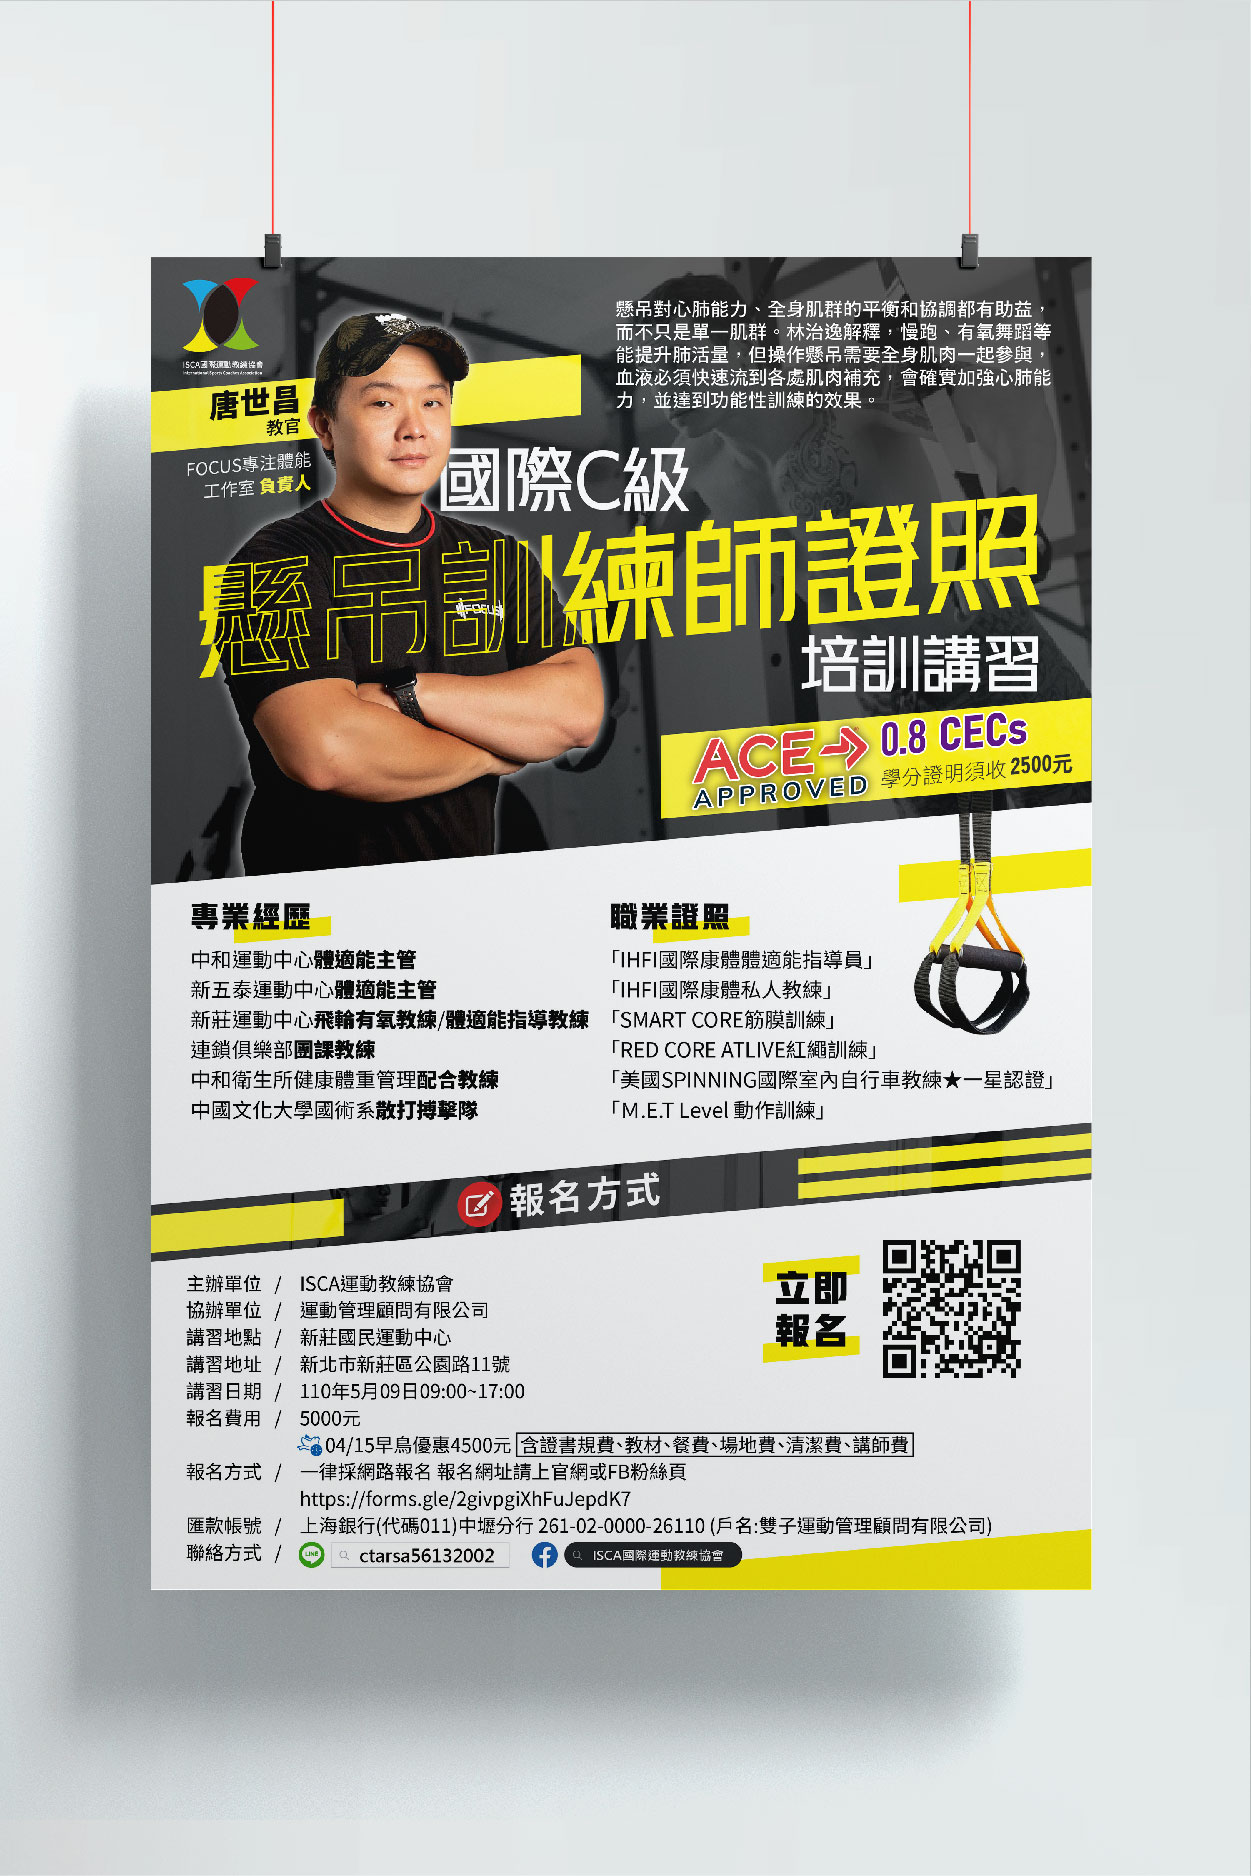 ISCA國際運動教練協會
International Sports Coaches Association
唐世昌
教官
FOCUS專注體能
工作室 負責人
懸吊對心肺能力、全身肌群的平衡和協調都有助益，
而不只是單一肌群。林治逸解釋，慢跑、有氧舞蹈等
能提升肺活量，但操作懸吊需要全身肌肉一起參與，
血液必須快速流到各處肌肉補充，會確實加強心肺能
力，並達到功能性訓練的效果。
國際C級
懸吊訓練師證照
FOCUS
培訓講習
ACE
APPROVED
0.8 CECs
學分證明須收 2500元
專業經歷
中和運動中心體適能主管
新五泰運動中心體適能主管
新莊運動中心飛輪有氧教練/體適能指導教練
連鎖俱樂部團課教練
中和衛生所健康體重管理配合教練
中國文化大學國術系散打搏擊隊
職業證照
「IHFI國際康體體適能指導員」
「IHFI國際康體私人教練」
「SMART CORE筋膜訓練」
「RED CORE ATLIVE紅繩訓練」
「美國SPINNING國際室內自行車教練★一星認證」
「M.E.T Level 動作訓練」
報名方式
立即
報名
主辦單位 / ISCA運動教練協會
協辦單位 / 運動管理顧問有限公司
講習地點 / 新莊國民運動中心
講習地址 / 新北市新莊區公園路11號
講習日期 / 110年5月09日09:00~17:00
報名費用 / 5000元
04/15早鳥優惠4500元 含證書規費、教材、餐費、場地費、清潔費、講師費
報名方式 / 一律採網路報名 報名網址請上官網或FB粉絲頁
https://forms.gle/2givpgiXhFuJepdK7
匯款帳號 / 上海銀行(代碼011)中壢分行 261-02-0000-26110 (戶名:雙子運動管理顧問有限公司)
聯絡方式 / LINE ctarsa56132002 ISCA國際運動教練協會